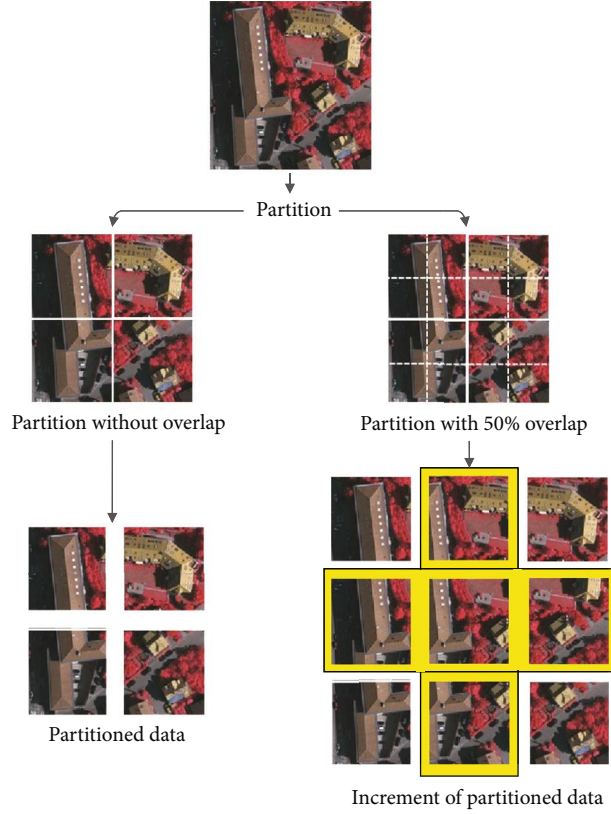 Partition
Partition without overlap
Partition with 50% overlap
Partitioned data
Increment of partitioned data